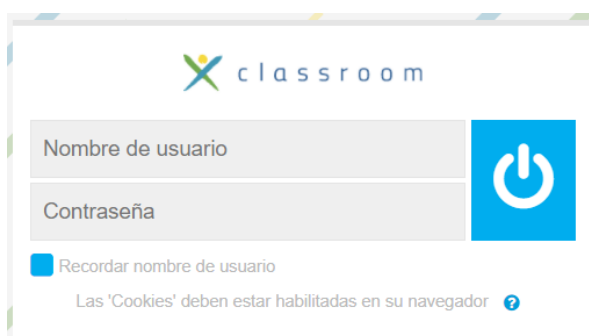 classroom
Nombre de usuario
Contraseña
Recordar nombre de usuario
Las 'Cookies' deben estar habilitadas en su navegador ?